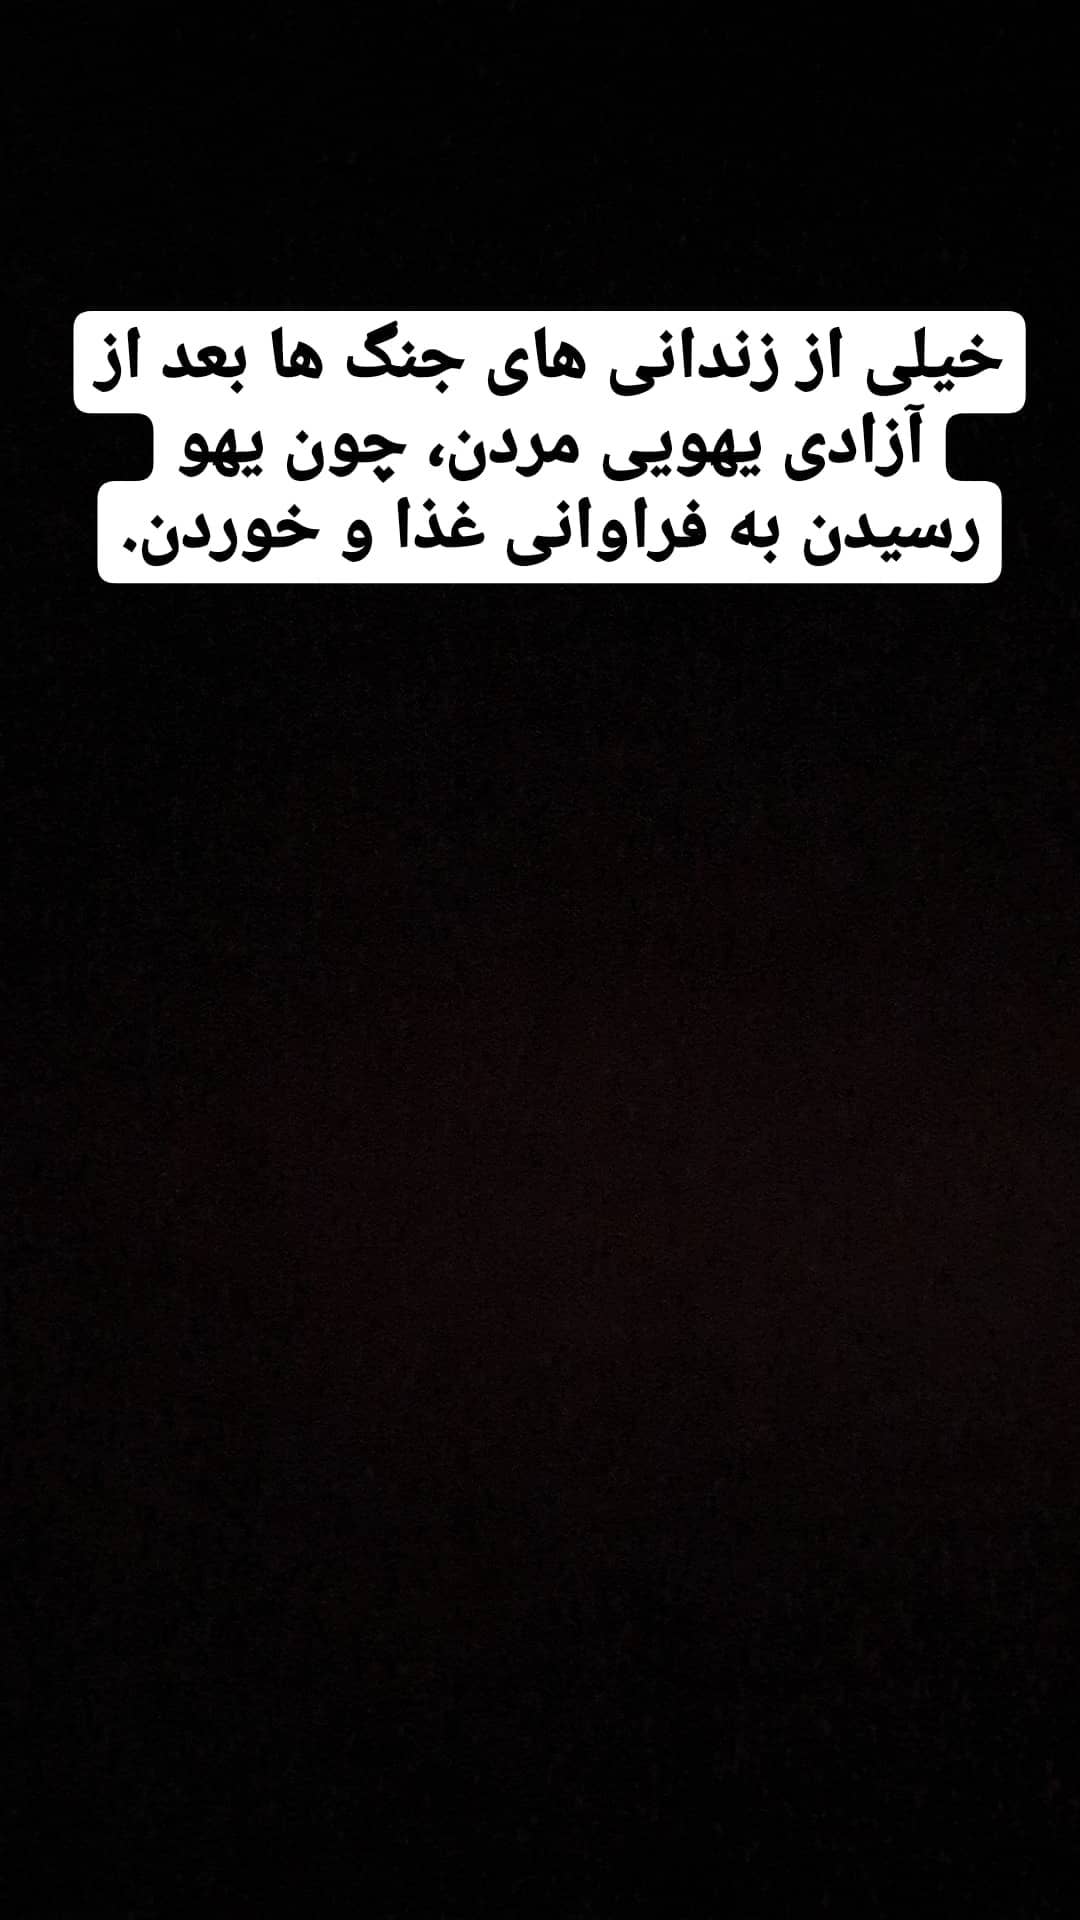 خیلی از زندانی های جنگ ها بعد از
آزادی یهویی مردن، چون یهو
رسیدن به فراوانی غذا و خوردن.